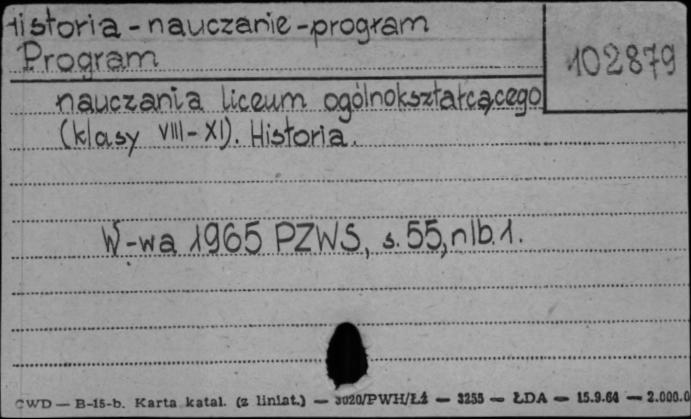 Historia - nauczanie - program
Program
102879
nauczania liceum ogólnokształcącego
(klasy VIII-XI). Historia.
W-wa 1965 PZWS, s. 55, nlb. 1.
CWD — B-15-b. Karta katal. (z liniat.) — 3020/PWH/Łź — 3255 — ŁDA — 15.9.64 — 2.000.0